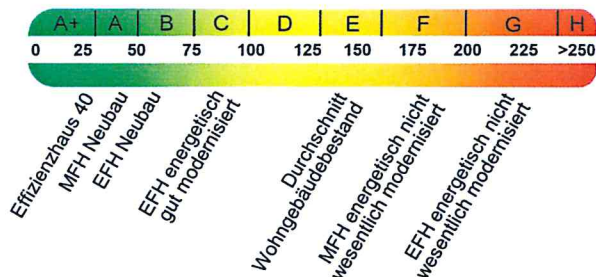 A+ A B C D E F G H
0 25 50 75 100 125 150 175 200 225 >250
Effizienzhaus 40
MFH Neubau
EFH Neubau
EFH energetisch
gut modernisiert
Durchschnitt
Wohngebäudebestand
MFH energetisch nicht
wesentlich modernisiert
EFH energetisch nicht
wesentlich modernisiert